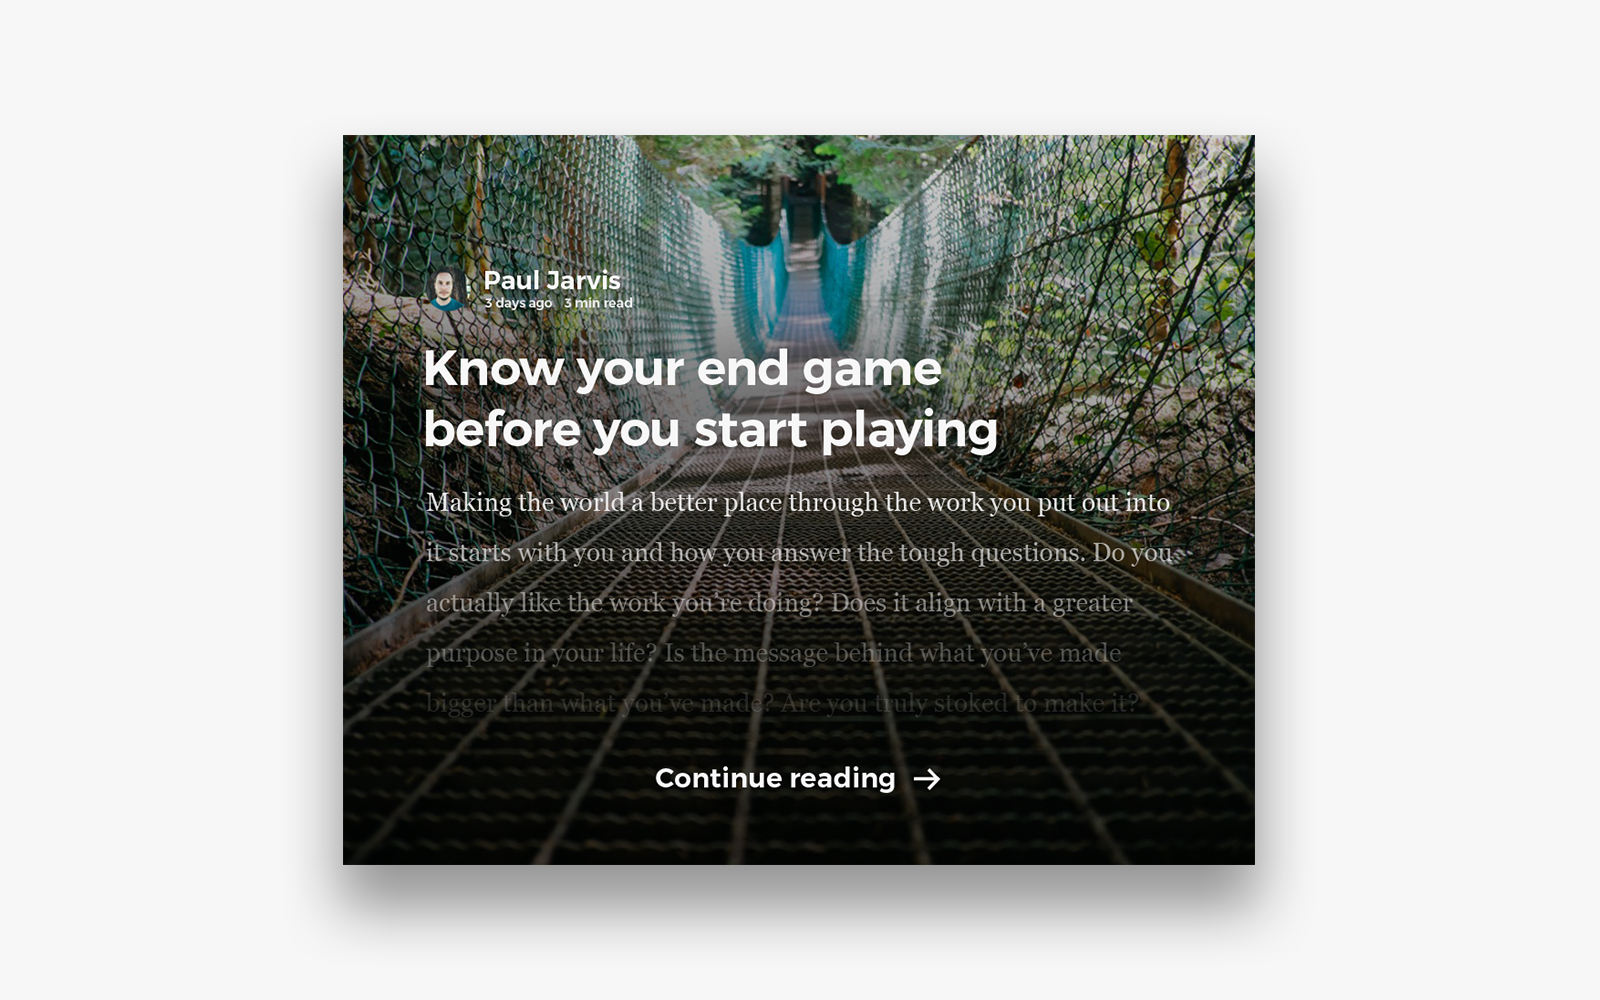 Paul Jarvis
3 days ago 3 min read
Know your end game
before you start playing
Making the world a better place through the work you put out into
it starts with you and how you answer the tough questions. Do you
actually like the work you’re doing? Does it align with a greater
purpose in your life? Is the message behind what you’ve made
bigger than what you’ve made? Are you truly stoked to make it?
Continue reading